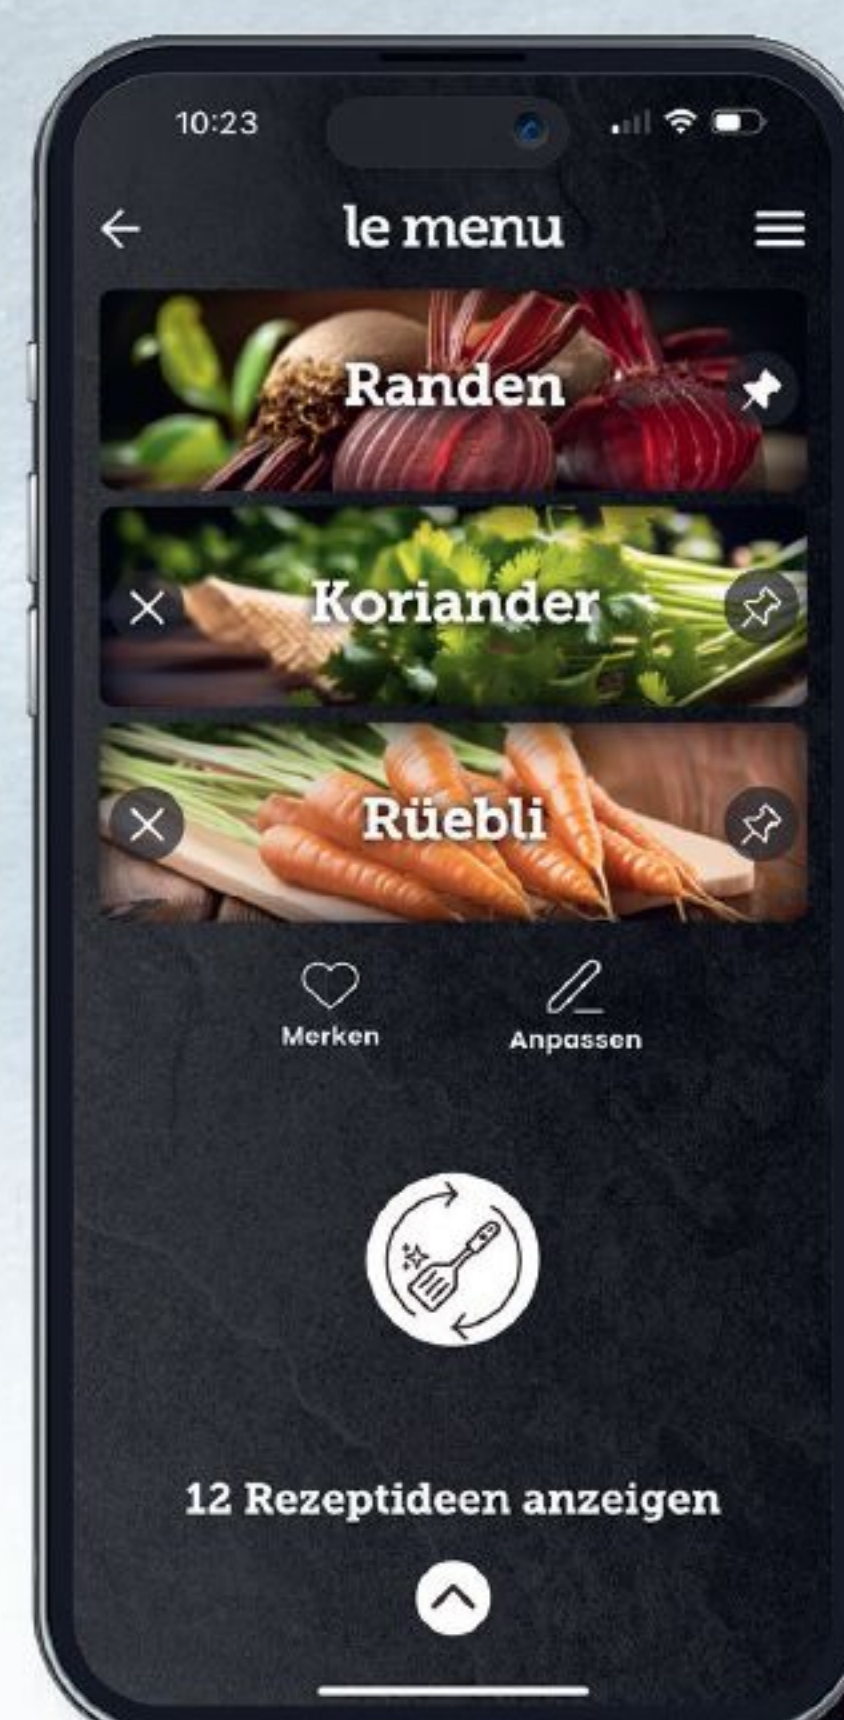 10:23
le menu
Randen
Koriander
Rüebli
Merken
Anpassen
12 Rezeptideen anzeigen